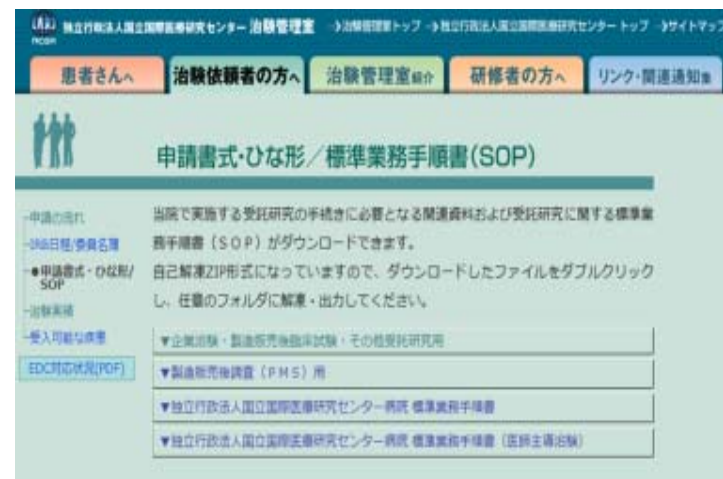 NCGM 独立行政法人国立国際医療研究センター 治験管理室 →治験管理室トップ →独立行政法人国立国際医療研究センター トップ →サイトマップ
患者さんへ 治験依頼者の方へ 治験管理室紹介 研修者の方へ リンク・関連通知集
申請書式・ひな形／標準業務手順書(SOP)
申請の流れ
IRB日程/委員名簿
●申請書式・ひな形/
SOP
治験実績
受入可能な疾患
EDC対応状況(PDF)
当院で実施する受託研究の手続きに必要となる関連資料および受託研究に関する標準業
務手順書（SOP）がダウンロードできます。
自己解凍ZIP形式になっていますので、ダウンロードしたファイルをダブルクリック
し、任意のフォルダに解凍・出力してください。
▼企業治験・製造販売後臨床試験・その他受託研究用
▼製造販売後調査（PMS）用
▼独立行政法人国立国際医療研究センター病院 標準業務手順書
▼独立行政法人国立国際医療研究センター病院 標準業務手順書（医師主導治験）